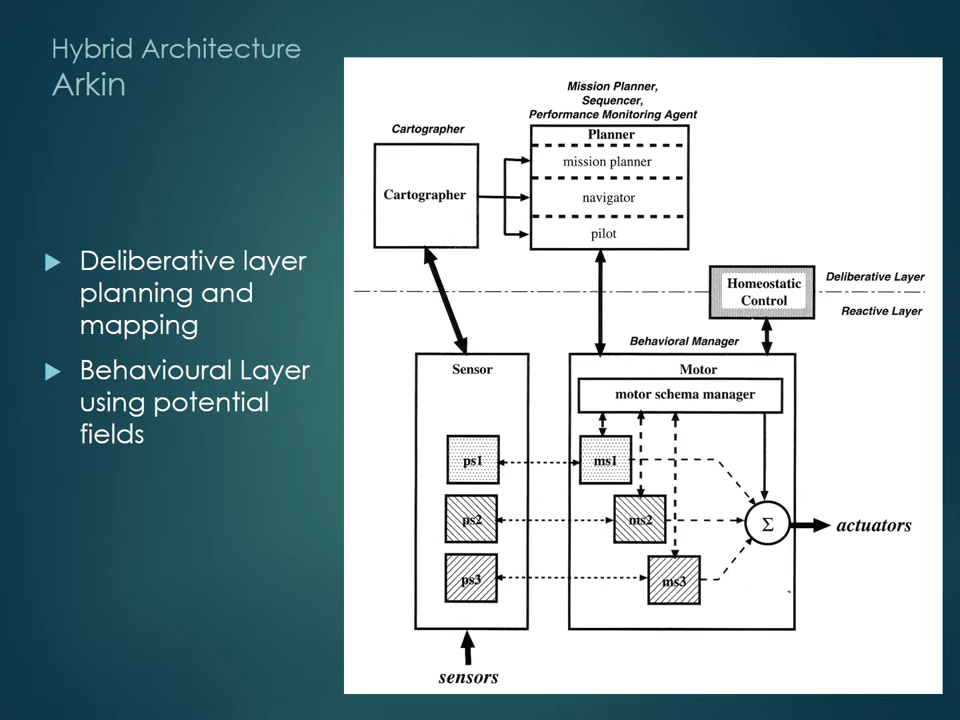 Hybrid Architecture
Arkin
Deliberative layer
planning and
mapping
Behavioural Layer
using potential
fields
Mission Planner,
Sequencer,
Performance Monitoring Agent
Cartographer
Planner
mission planner
Cartographer
navigator
pilot
Homeostatic
Control
Deliberative Layer
Reactive Layer
Behavioral Manager
Sensor
Motor
motor schema manager
ps1
ms1
ps2
ms2
Σ
actuators
ps3
ms3
sensors